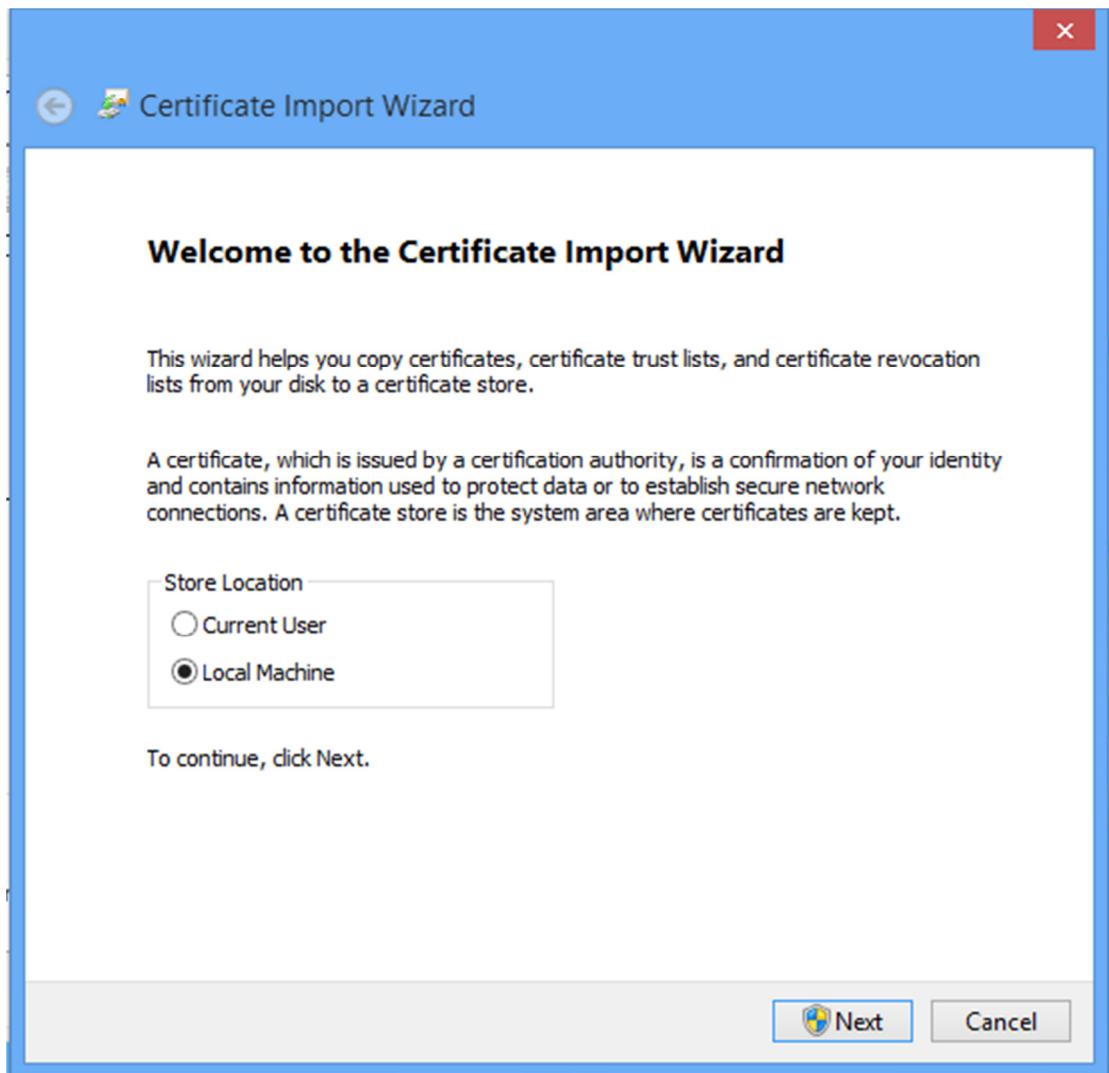 Certificate Import Wizard
Welcome to the Certificate Import Wizard
This wizard helps you copy certificates, certificate trust lists, and certificate revocation
lists from your disk to a certificate store.
A certificate, which is issued by a certification authority, is a confirmation of your identity
and contains information used to protect data or to establish secure network
connections. A certificate store is the system area where certificates are kept.
Store Location
Current User
Local Machine
To continue, click Next.
Next
Cancel